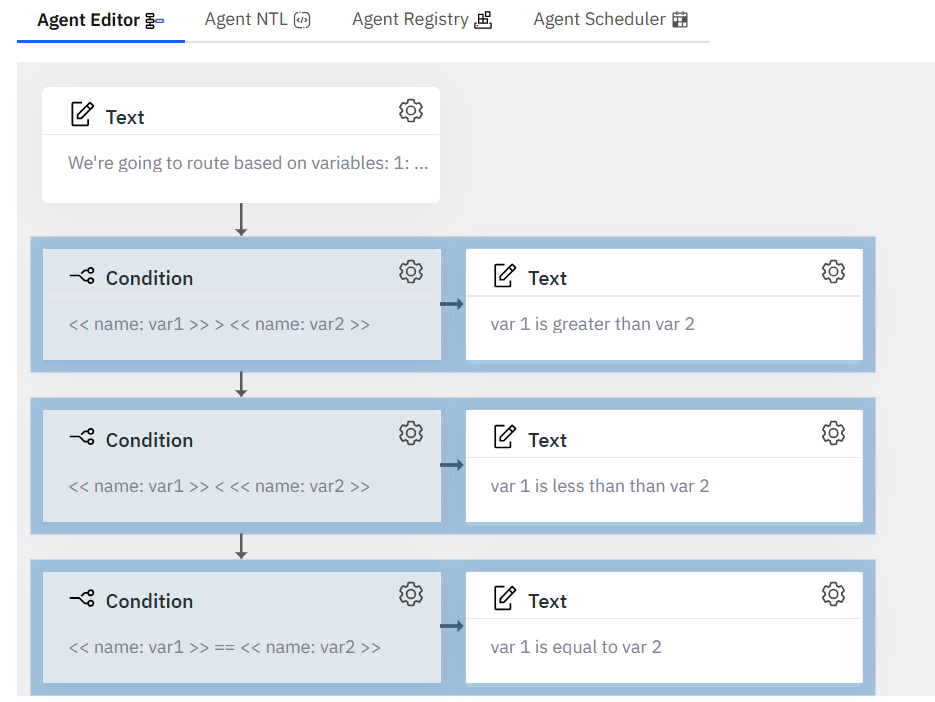 Agent Editor Agent NTL Agent Registry Agent Scheduler
Text
We're going to route based on variables: 1: ...
Condition
<< name: var1 >> > << name: var2 >>
Text
var 1 is greater than var 2
Condition
<< name: var1 >> < << name: var2 >>
Text
var 1 is less than than var 2
Condition
<< name: var1 >> == << name: var2 >>
Text
var 1 is equal to var 2